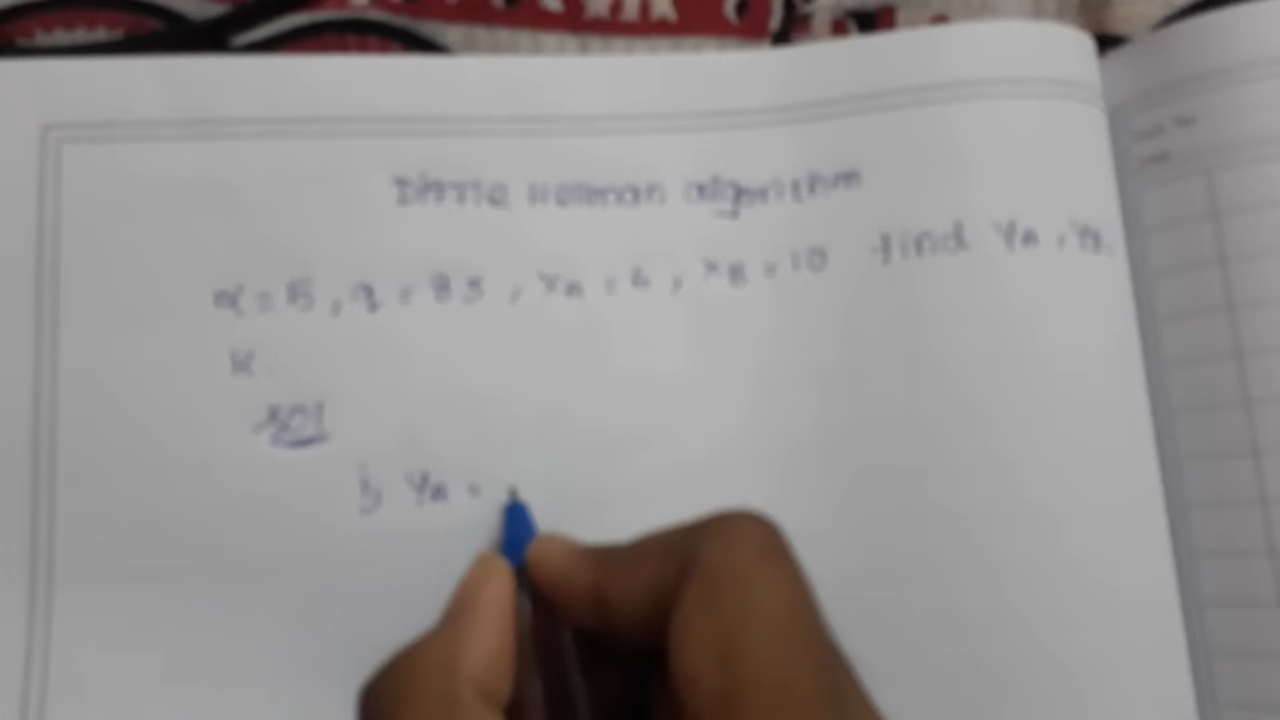 Diffie Hellman algorithm
α = 5, q = 83, XA = 6, XB = 10 find YA, YB,
K
sol
i) YA =